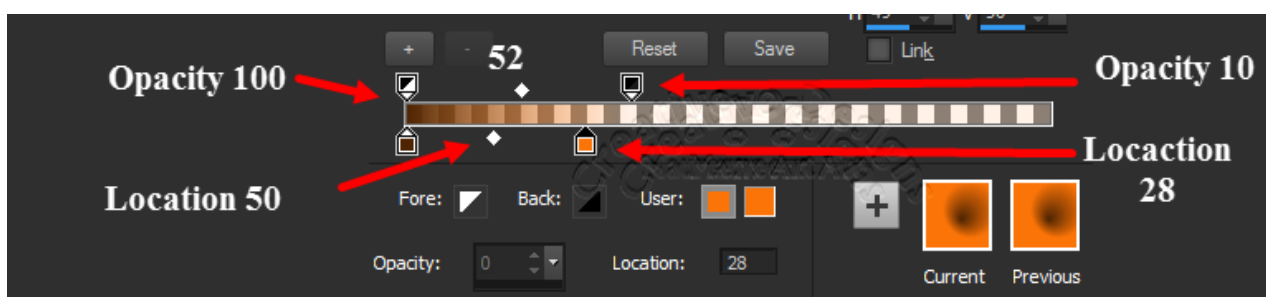 + - 52 Reset Save Link
Opacity 100
Opacity 10
Locaction
28
Location 50
Fore: Back: User:
+
Opacity: 0 Location: 28
Current Previous